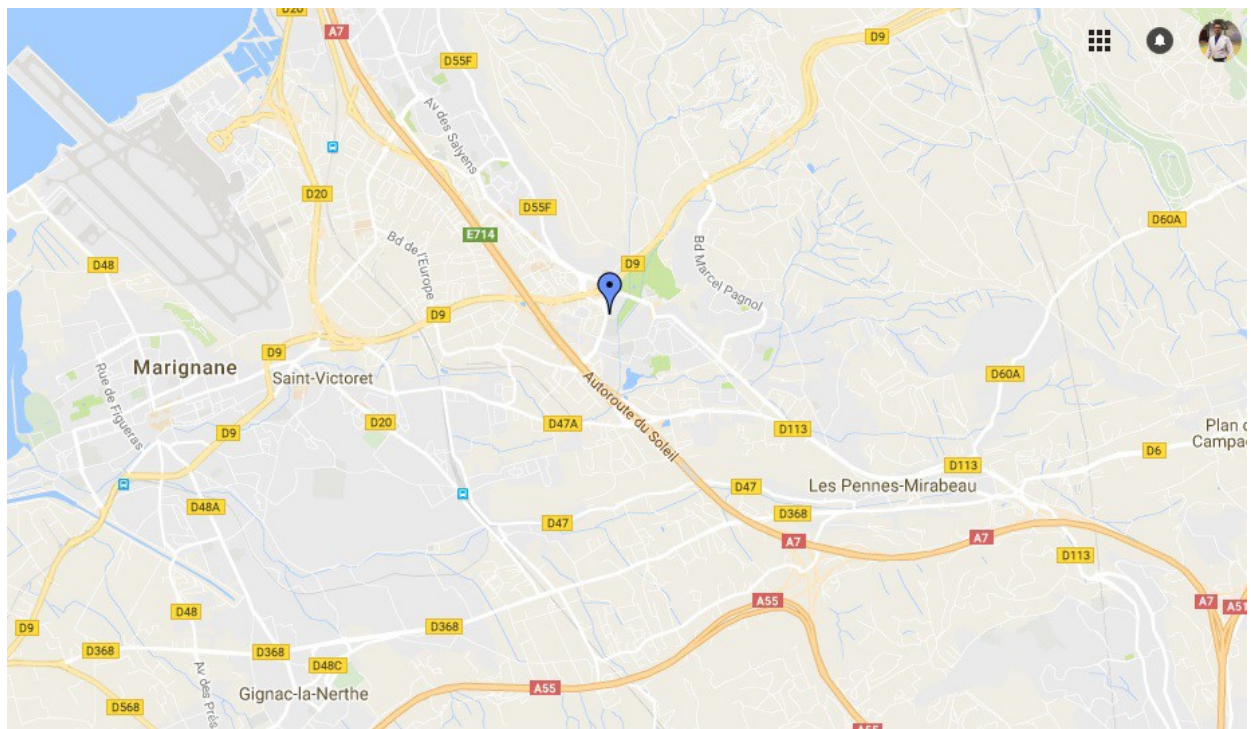 D20
A7
D9
D55F
Av des Salyens
D20
D55F
D60A
E714
Bd de l'Europe
D48
D9
Bd Marcel Pagnol
D9
D9
Marignane
Saint-Victoret
Rue de Figueras
D60A
Autoroute du Soleil
D20
D47A
D113
D9
Plan
Campa
D6
D113
D47
Les Pennes-Mirabeau
D48A
D368
D47
A7
A7
D113
A55
A7
A51
D48
D9
D368
D368
D368
D48C
Av des Prés
Gignac-la-Nerthe
A55
D568
A55